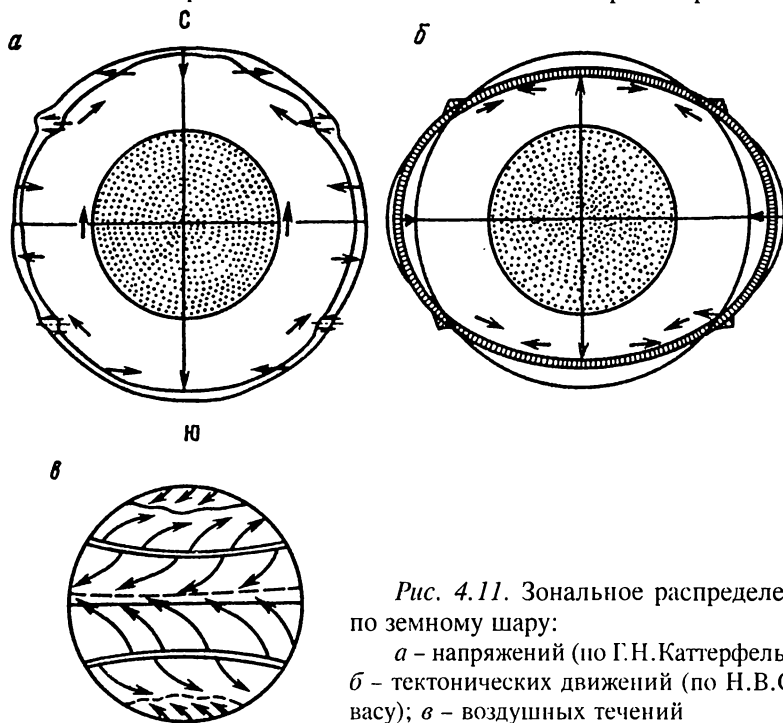 С
а
б
Ю
в
Рис. 4.11. Зональное распределе
по земному шару:
а – напряжений (по Г.Н.Каттерфель
б – тектонических движений (по Н.В.С
васу); в – воздушных течений